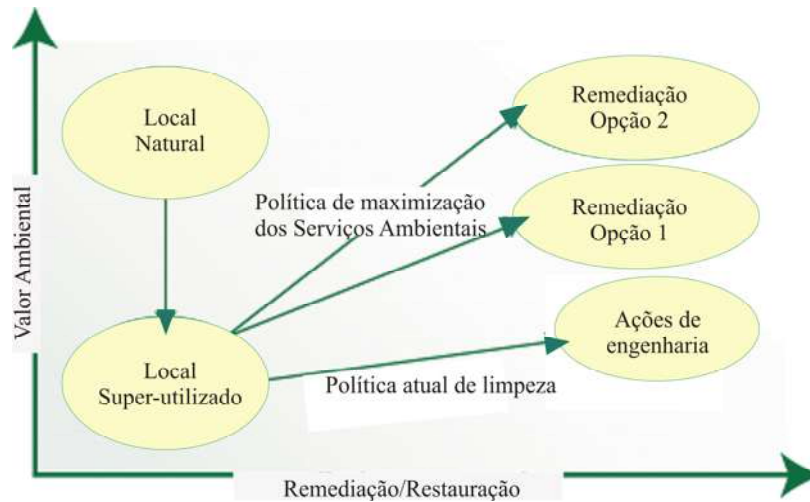 Valor Ambiental
Local
Natural
Remediação
Opção 2
Política de maximização
dos Serviços Ambientais
Remediação
Opção 1
Ações de
engenharia
Local
Super-utilizado
Política atual de limpeza
Remediação/Restauração